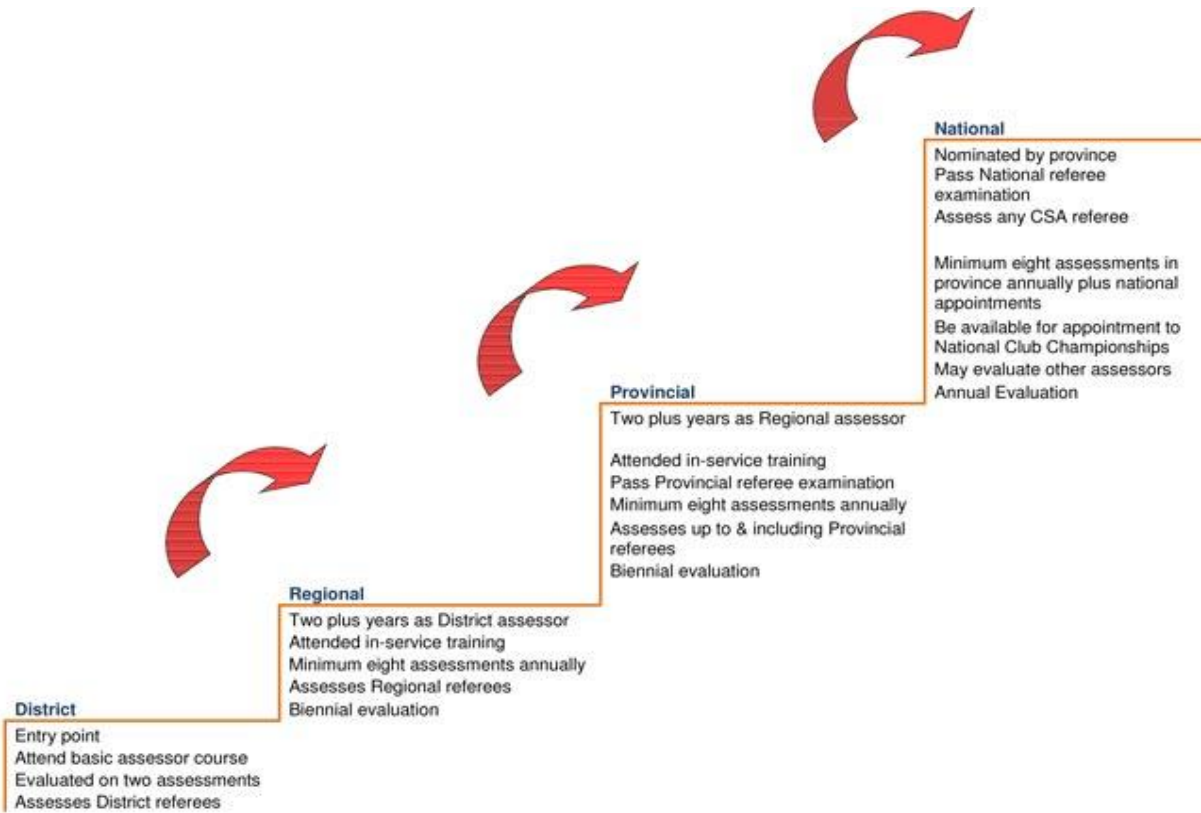 National
Nominated by province
Pass National referee
examination
Assess any CSA referee
Minimum eight assessments in
province annually plus national
appointments
Be available for appointment to
National Club Championships
May evaluate other assessors
Annual Evaluation
Provincial
Two plus years as Regional assessor
Attended in-service training
Pass Provincial referee examination
Minimum eight assessments annually
Assesses up to & including Provincial
referees
Biennial evaluation
Regional
Two plus years as District assessor
Attended in-service training
Minimum eight assessments annually
Assesses Regional referees
Biennial evaluation
District
Entry point
Attend basic assessor course
Evaluated on two assessments
Assesses District referees